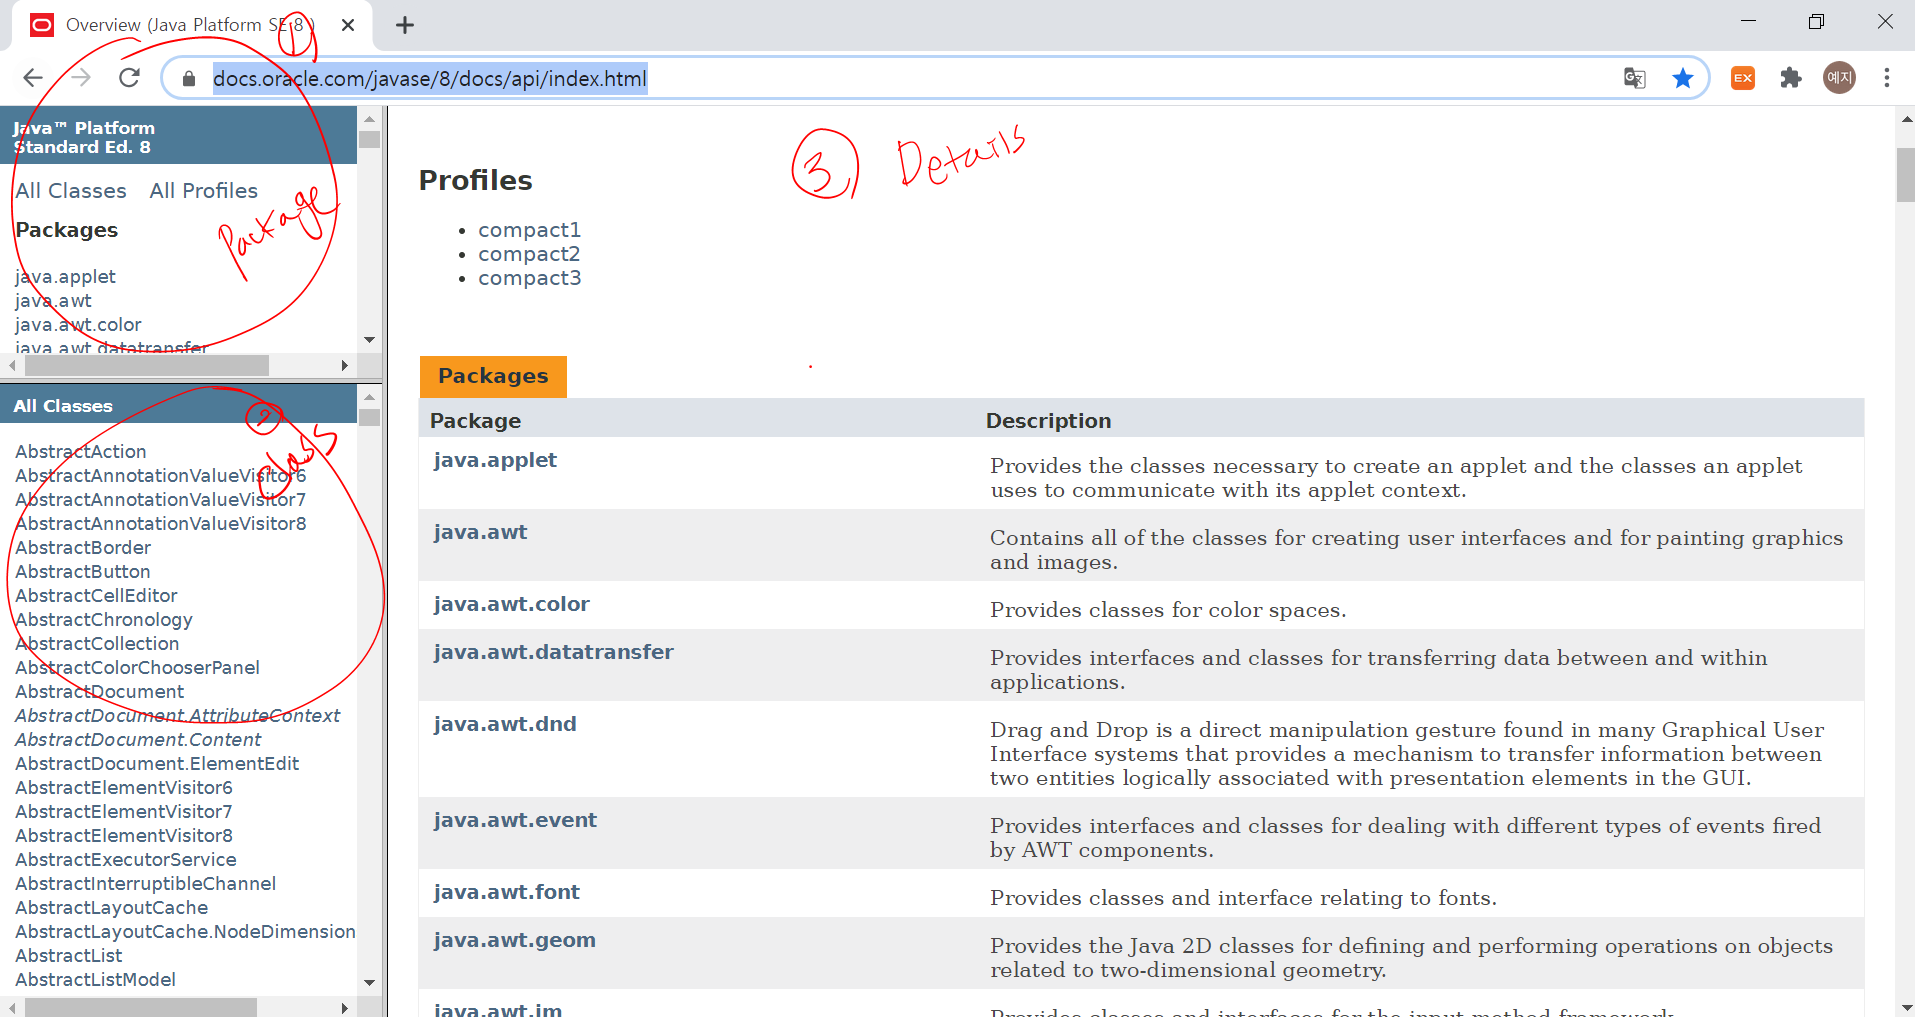 Overview (Java Platform SE 8 )
①
docs.oracle.com/javase/8/docs/api/index.html
EX
예지
Java™ Platform
Standard Ed. 8
All Classes All Profiles
Package
Packages
java.applet
java.awt
java.awt.color
java.awt.datatransfer
All Classes
②
class
AbstractAction
AbstractAnnotationValueVisitor6
AbstractAnnotationValueVisitor7
AbstractAnnotationValueVisitor8
AbstractBorder
AbstractButton
AbstractCellEditor
AbstractChronology
AbstractCollection
AbstractColorChooserPanel
AbstractDocument
AbstractDocument.AttributeContext
AbstractDocument.Content
AbstractDocument.ElementEdit
AbstractElementVisitor6
AbstractElementVisitor7
AbstractElementVisitor8
AbstractExecutorService
AbstractInterruptibleChannel
AbstractLayoutCache
AbstractLayoutCache.NodeDimension
AbstractList
AbstractListModel
③ Details
Profiles
• compact1
• compact2
• compact3
Packages
Package Description
java.applet Provides the classes necessary to create an applet and the classes an applet
uses to communicate with its applet context.
java.awt Contains all of the classes for creating user interfaces and for painting graphics
and images.
java.awt.color Provides classes for color spaces.
java.awt.datatransfer Provides interfaces and classes for transferring data between and within
applications.
java.awt.dnd Drag and Drop is a direct manipulation gesture found in many Graphical User
Interface systems that provides a mechanism to transfer information between
two entities logically associated with presentation elements in the GUI.
java.awt.event Provides interfaces and classes for dealing with different types of events fired
by AWT components.
java.awt.font Provides classes and interface relating to fonts.
java.awt.geom Provides the Java 2D classes for defining and performing operations on objects
related to two-dimensional geometry.
java.awt.im Provides classes and interfaces for the input method framework.